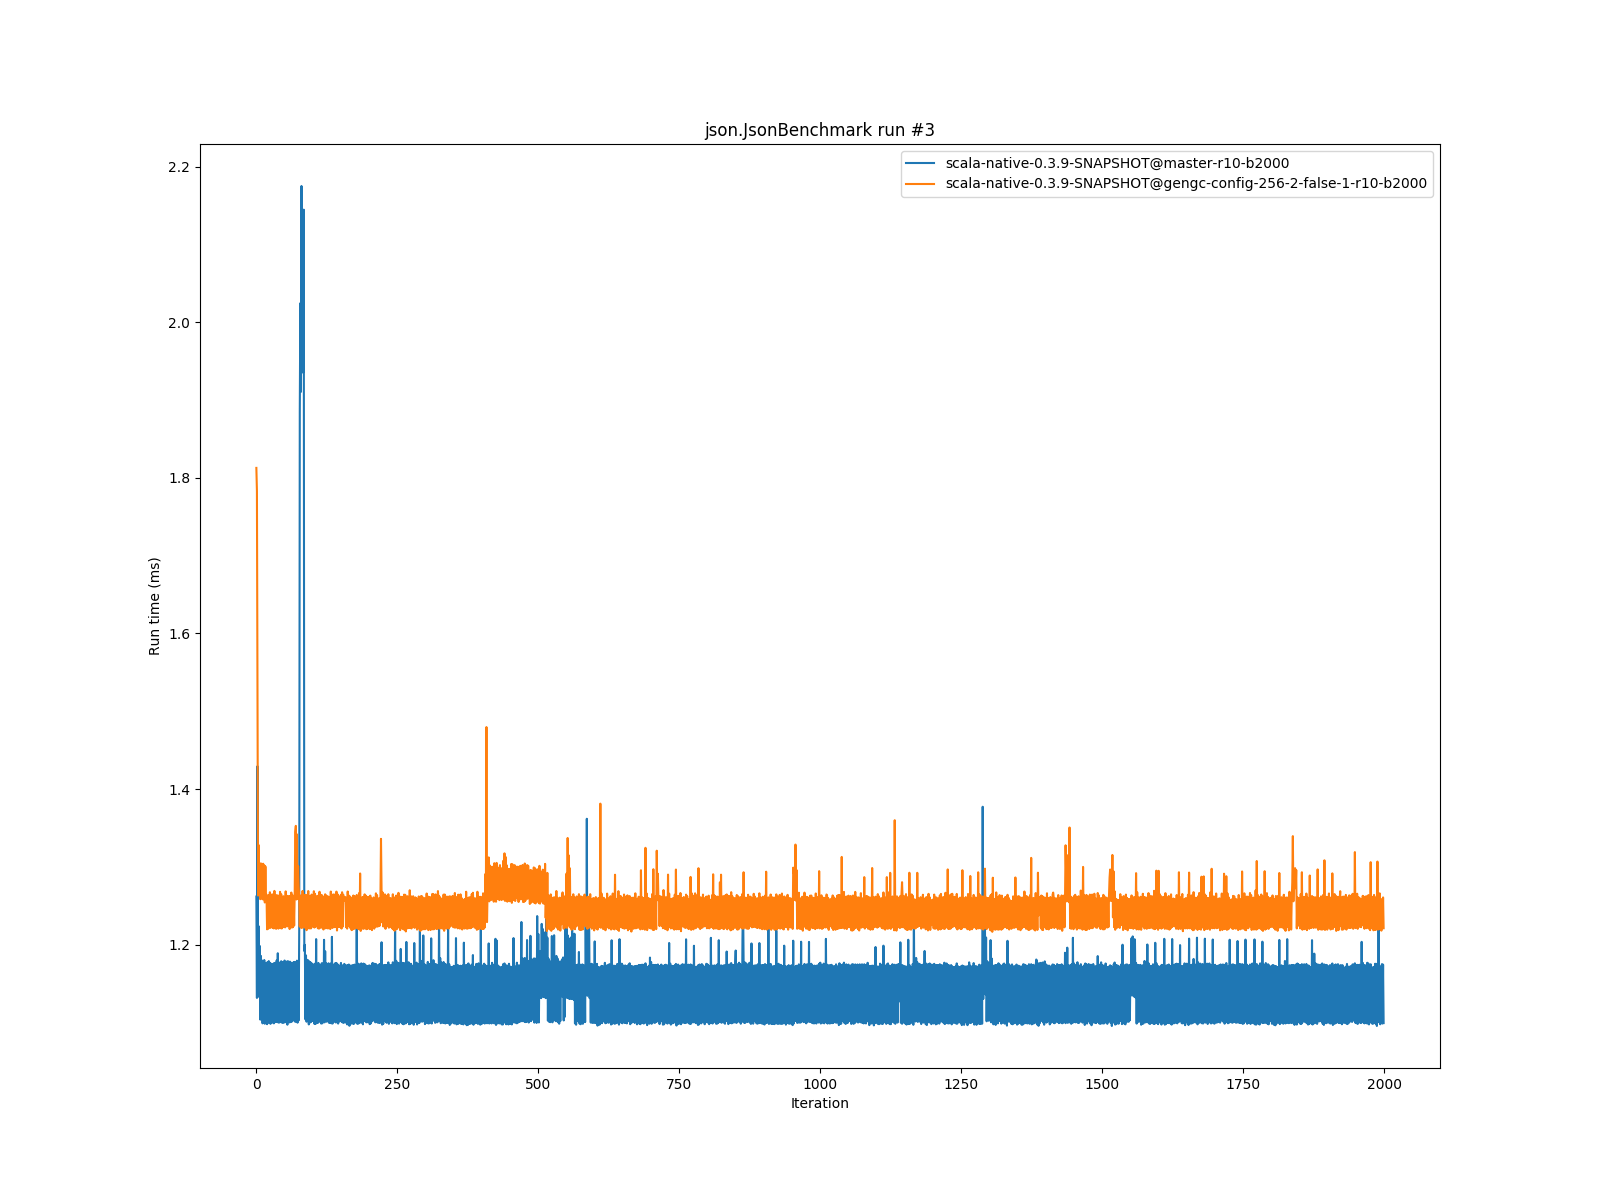 json.JsonBenchmark run #3
scala-native-0.3.9-SNAPSHOT@master-r10-b2000
scala-native-0.3.9-SNAPSHOT@gengc-config-256-2-false-1-r10-b2000
2.2
2.0
1.8
1.6
1.4
1.2
Run time (ms)
0 250 500 750 1000 1250 1500 1750 2000
Iteration